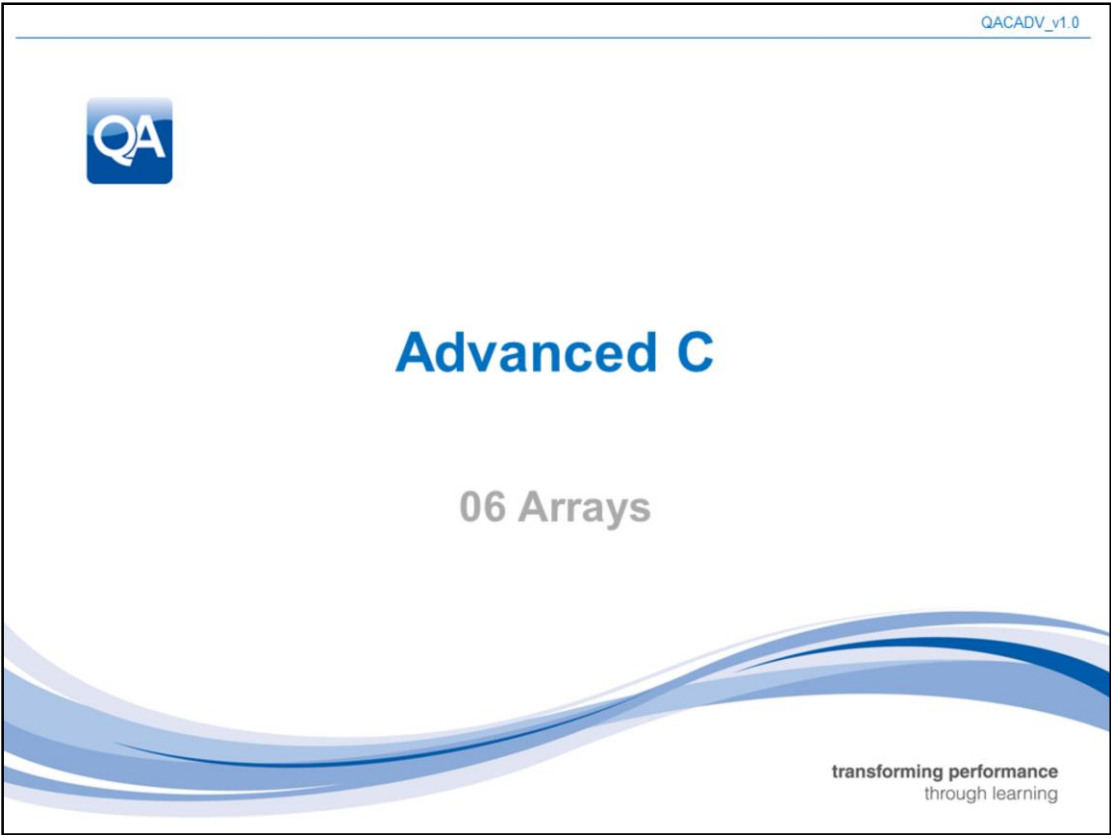 QACADV_v1.0
QA
Advanced C
06 Arrays
transforming performance
through learning